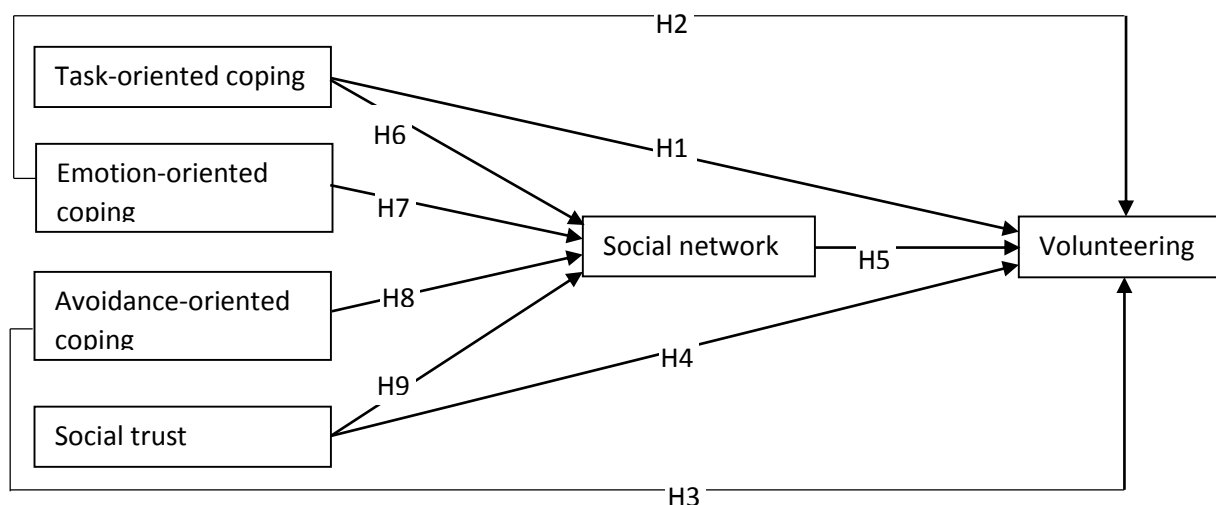 H2
Task-oriented coping
H6
H1
Emotion-oriented
coping
H7
Social network
H5
Volunteering
Avoidance-oriented
coping
H8
H4
H9
Social trust
H3